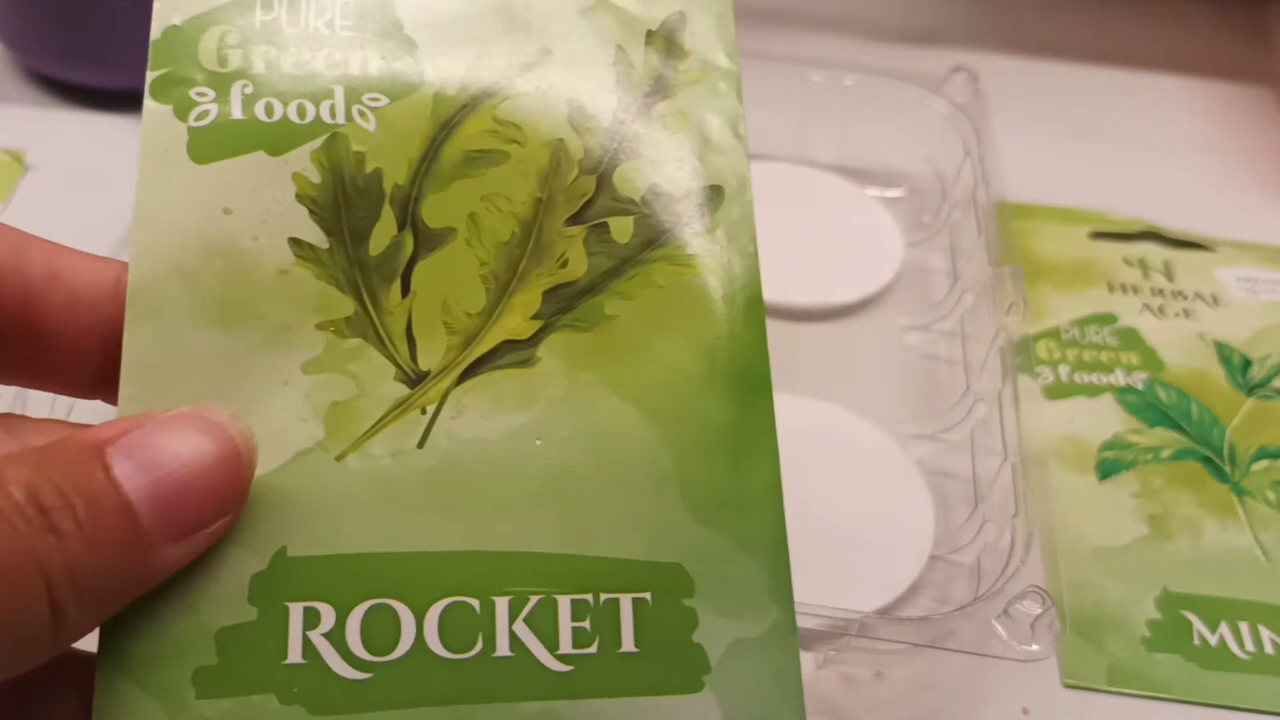 PURE
Green
food
ROCKET
HERBAL
AGE
PURE
Green
food
MIN